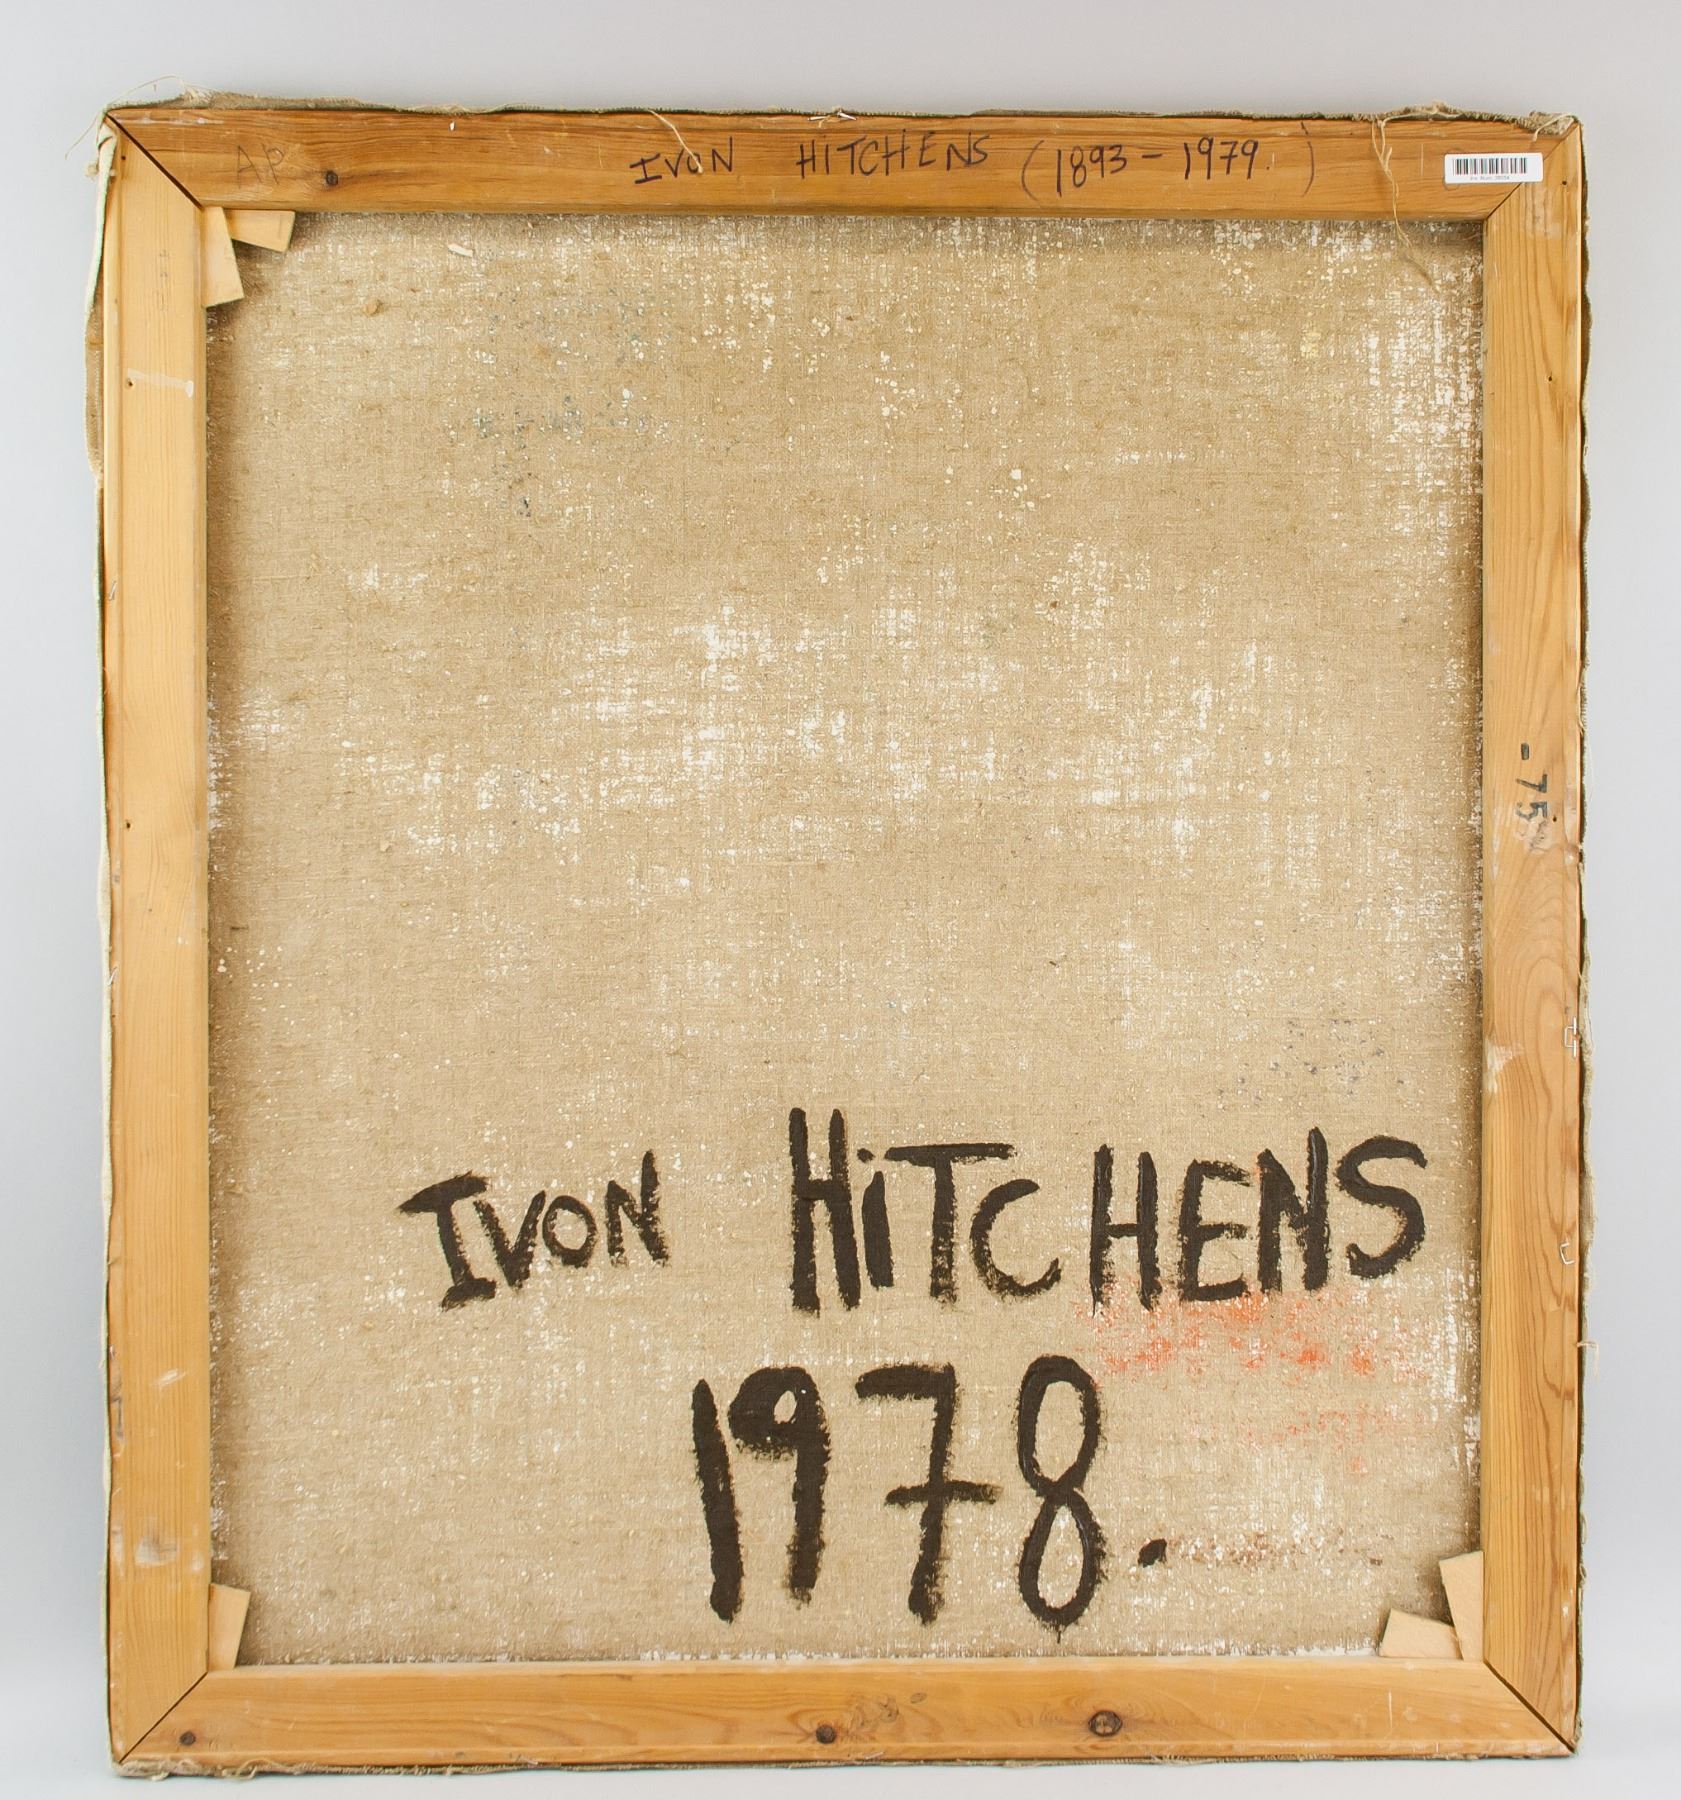 AP
IVON HITCHENS (1893 - 1979.)
- 75
IVON HiTCHENS
1978.